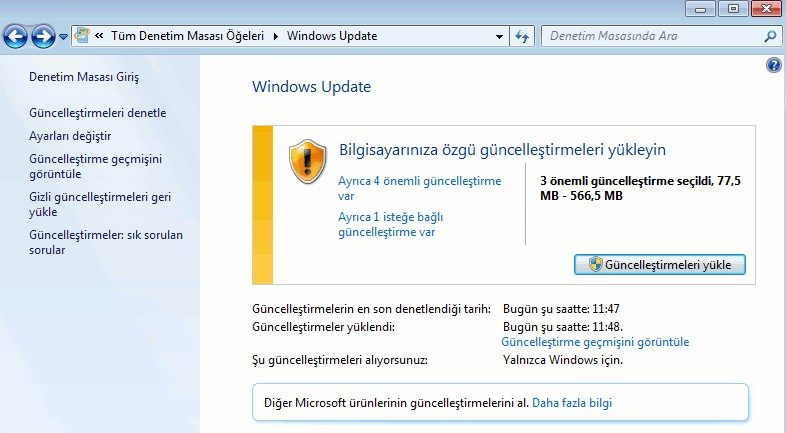 « Tüm Denetim Masası Öğeleri Windows Update
Denetim Masasında Ara
Denetim Masası Giriş
Güncelleştirmeleri denetle
Ayarları değiştir
Güncelleştirme geçmişini
görüntüle
Gizli güncelleştirmeleri geri
yükle
Güncelleştirmeler: sık sorulan
sorular
Windows Update
Bilgisayarınıza özgü güncelleştirmeleri yükleyin
Ayrıca 4 önemli güncelleştirme
var
Ayrıca 1 isteğe bağlı
güncelleştirme var
3 önemli güncelleştirme seçildi, 77,5
MB - 566,5 MB
Güncelleştirmeleri yükle
Güncelleştirmelerin en son denetlendiği tarih: Bugün şu saatte: 11:47
Güncelleştirmeler yüklendi: Bugün şu saatte: 11:48.
Güncelleştirme geçmişini görüntüle
Şu güncelleştirmeleri alıyorsunuz: Yalnızca Windows için.
Diğer Microsoft ürünlerinin güncelleştirmelerini al. Daha fazla bilgi